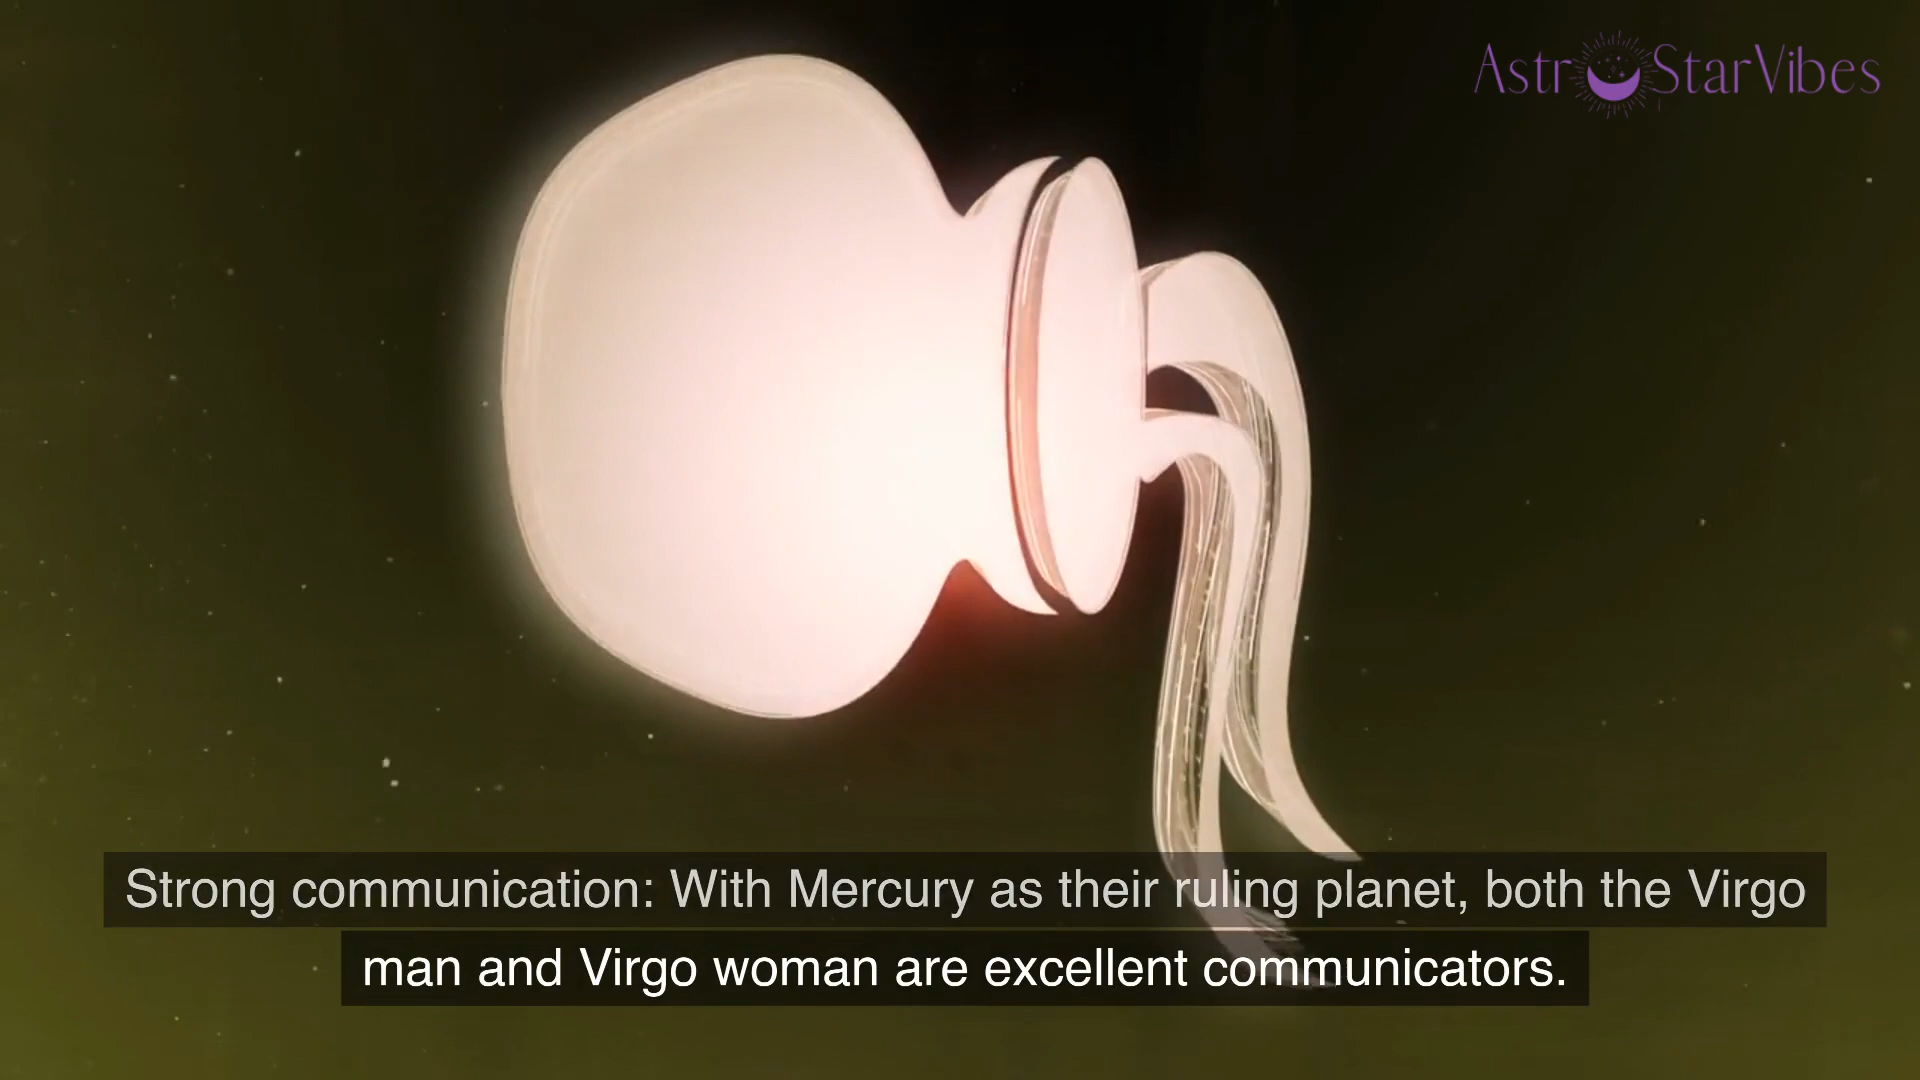 AstroStarVibes
Strong communication: With Mercury as their ruling planet, both the Virgo
man and Virgo woman are excellent communicators.